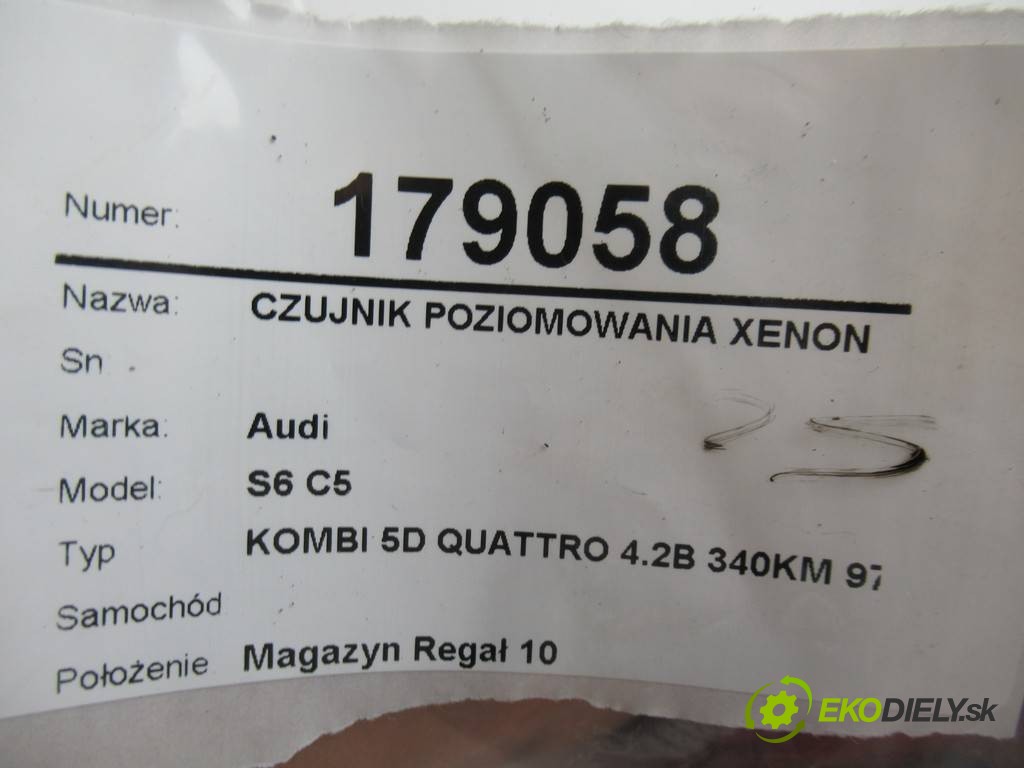 Numer: 179058
Nazwa: CZUJNIK POZIOMOWANIA XENON
Sn
Marka: Audi
Model: S6 C5
Typ KOMBI 5D QUATTRO 4.2B 340KM 97
Samochód
Położenie Magazyn Regał 10
EKODIELY.sk